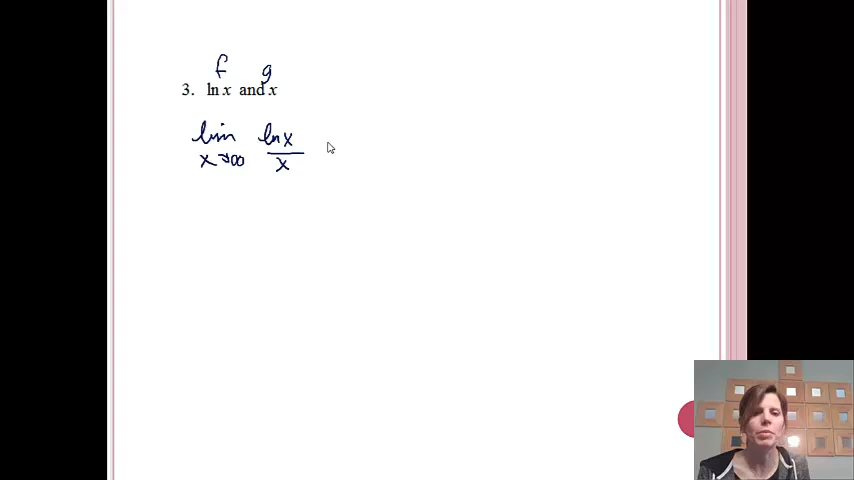 f g
3. ln x and x
lim ln x
x→∞ x